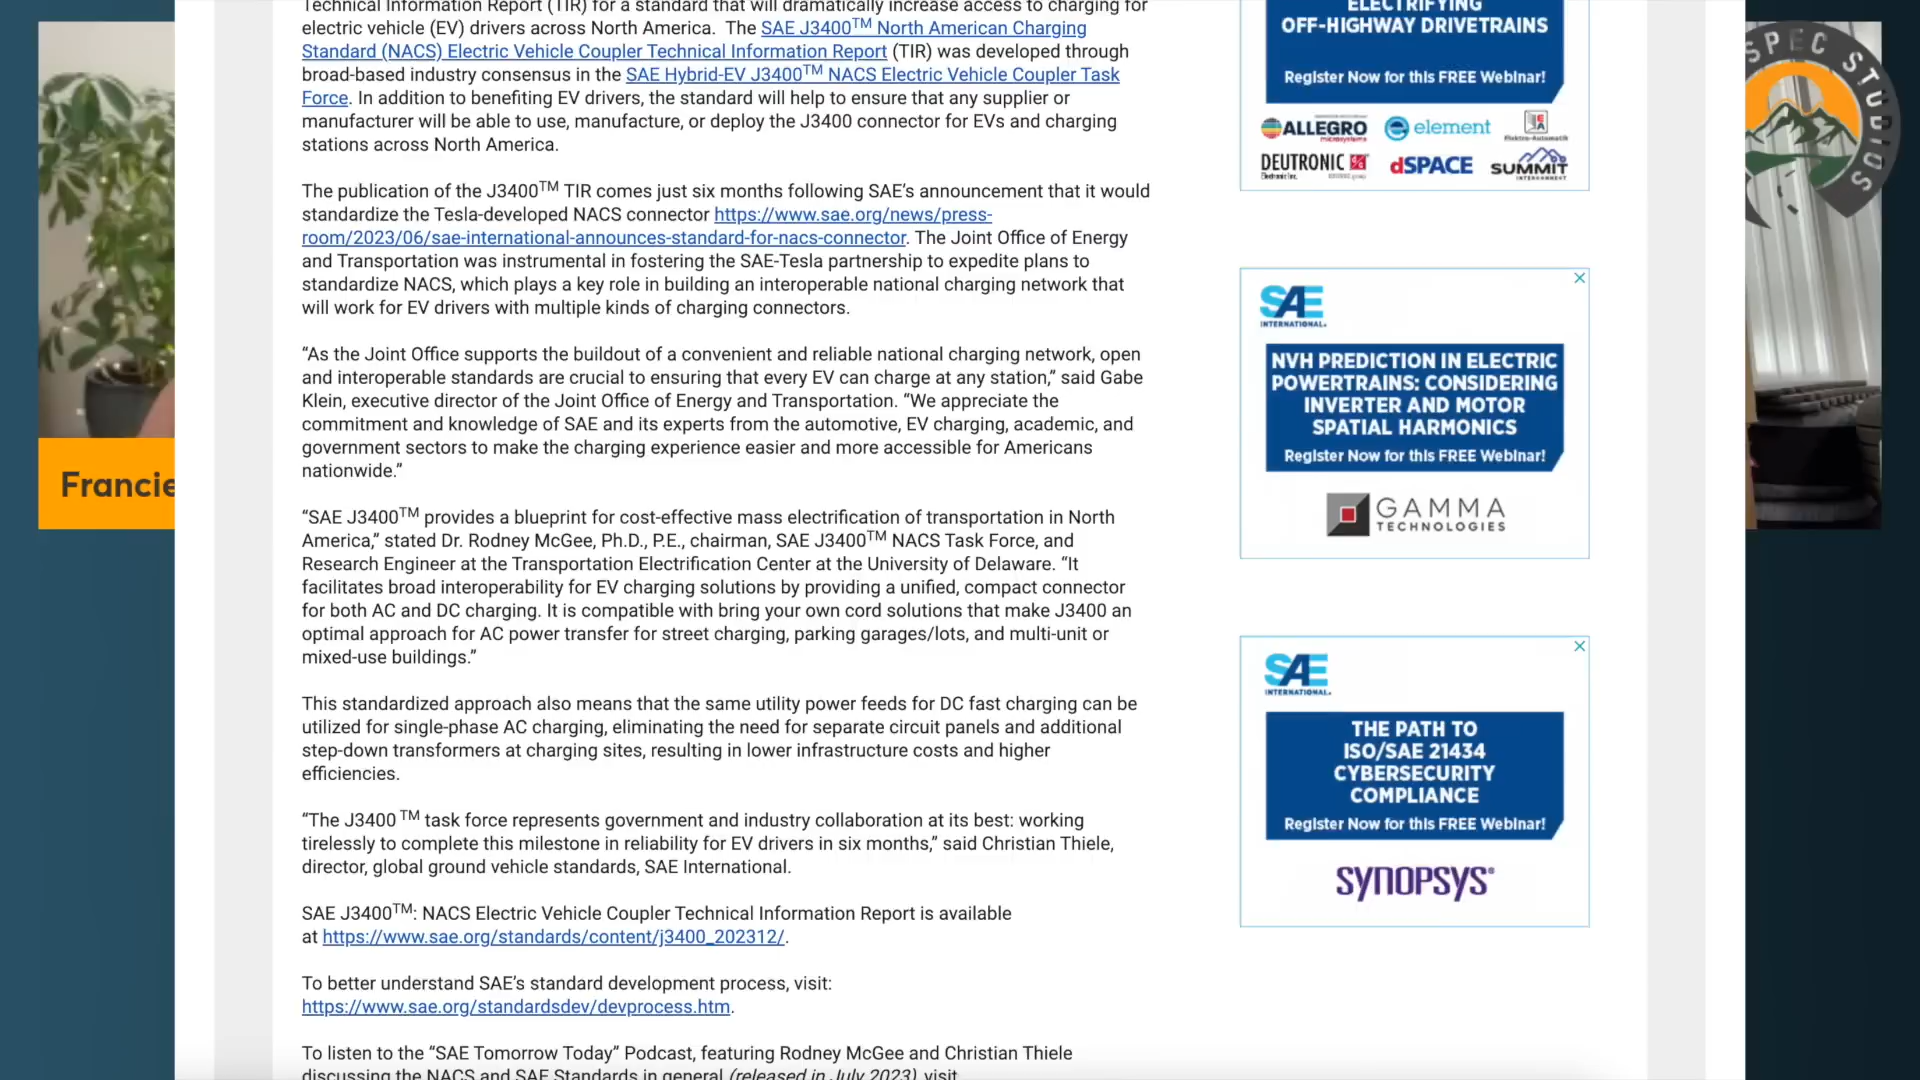 Technical Information Report (TIR) for a standard that will dramatically increase access to charging for
electric vehicle (EV) drivers across North America. The SAE J3400TM North American Charging
Standard (NACS) Electric Vehicle Coupler Technical Information Report (TIR) was developed through
broad-based industry consensus in the SAE Hybrid-EV J3400TM NACS Electric Vehicle Coupler Task
Force. In addition to benefiting EV drivers, the standard will help to ensure that any supplier or
manufacturer will be able to use, manufacture, or deploy the J3400 connector for EVs and charging
stations across North America.
The publication of the J3400TM TIR comes just six months following SAE’s announcement that it would
standardize the Tesla-developed NACS connector https://www.sae.org/news/press-
room/2023/06/sae-international-announces-standard-for-nacs-connector. The Joint Office of Energy
and Transportation was instrumental in fostering the SAE-Tesla partnership to expedite plans to
standardize NACS, which plays a key role in building an interoperable national charging network that
will work for EV drivers with multiple kinds of charging connectors.
“As the Joint Office supports the buildout of a convenient and reliable national charging network, open
and interoperable standards are crucial to ensuring that every EV can charge at any station,” said Gabe
Klein, executive director of the Joint Office of Energy and Transportation. “We appreciate the
commitment and knowledge of SAE and its experts from the automotive, EV charging, academic, and
government sectors to make the charging experience easier and more accessible for Americans
nationwide.”
“SAE J3400TM provides a blueprint for cost-effective mass electrification of transportation in North
America,” stated Dr. Rodney McGee, Ph.D., P.E., chairman, SAE J3400TM NACS Task Force, and
Research Engineer at the Transportation Electrification Center at the University of Delaware. “It
facilitates broad interoperability for EV charging solutions by providing a unified, compact connector
for both AC and DC charging. It is compatible with bring your own cord solutions that make J3400 an
optimal approach for AC power transfer for street charging, parking garages/lots, and multi-unit or
mixed-use buildings.”
This standardized approach also means that the same utility power feeds for DC fast charging can be
utilized for single-phase AC charging, eliminating the need for separate circuit panels and additional
step-down transformers at charging sites, resulting in lower infrastructure costs and higher
efficiencies.
“The J3400 TM task force represents government and industry collaboration at its best: working
tirelessly to complete this milestone in reliability for EV drivers in six months,” said Christian Thiele,
director, global ground vehicle standards, SAE International.
SAE J3400TM: NACS Electric Vehicle Coupler Technical Information Report is available
at https://www.sae.org/standards/content/j3400_202312/.
To better understand SAE’s standard development process, visit:
https://www.sae.org/standardsdev/devprocess.htm.
To listen to the “SAE Tomorrow Today” Podcast, featuring Rodney McGee and Christian Thiele
discussing the NACS and SAE Standards in general (released in July 2023), visit
ELECTRIFYING
OFF-HIGHWAY DRIVETRAINS
Register Now for this FREE Webinar!
ALLEGRO
microsystems
element
Elektro-Automatik
DEUTRONIC
Electronic Inc.
dSPACE
SUMMIT
INTERCONNECT
SAE
INTERNATIONAL.
NVH PREDICTION IN ELECTRIC
POWERTRAINS: CONSIDERING
INVERTER AND MOTOR
SPATIAL HARMONICS
Register Now for this FREE Webinar!
GAMMA
TECHNOLOGIES
SAE
INTERNATIONAL.
THE PATH TO
ISO/SAE 21434
CYBERSECURITY
COMPLIANCE
Register Now for this FREE Webinar!
SYNOPSYS®
Francie
SPEC STUDIOS